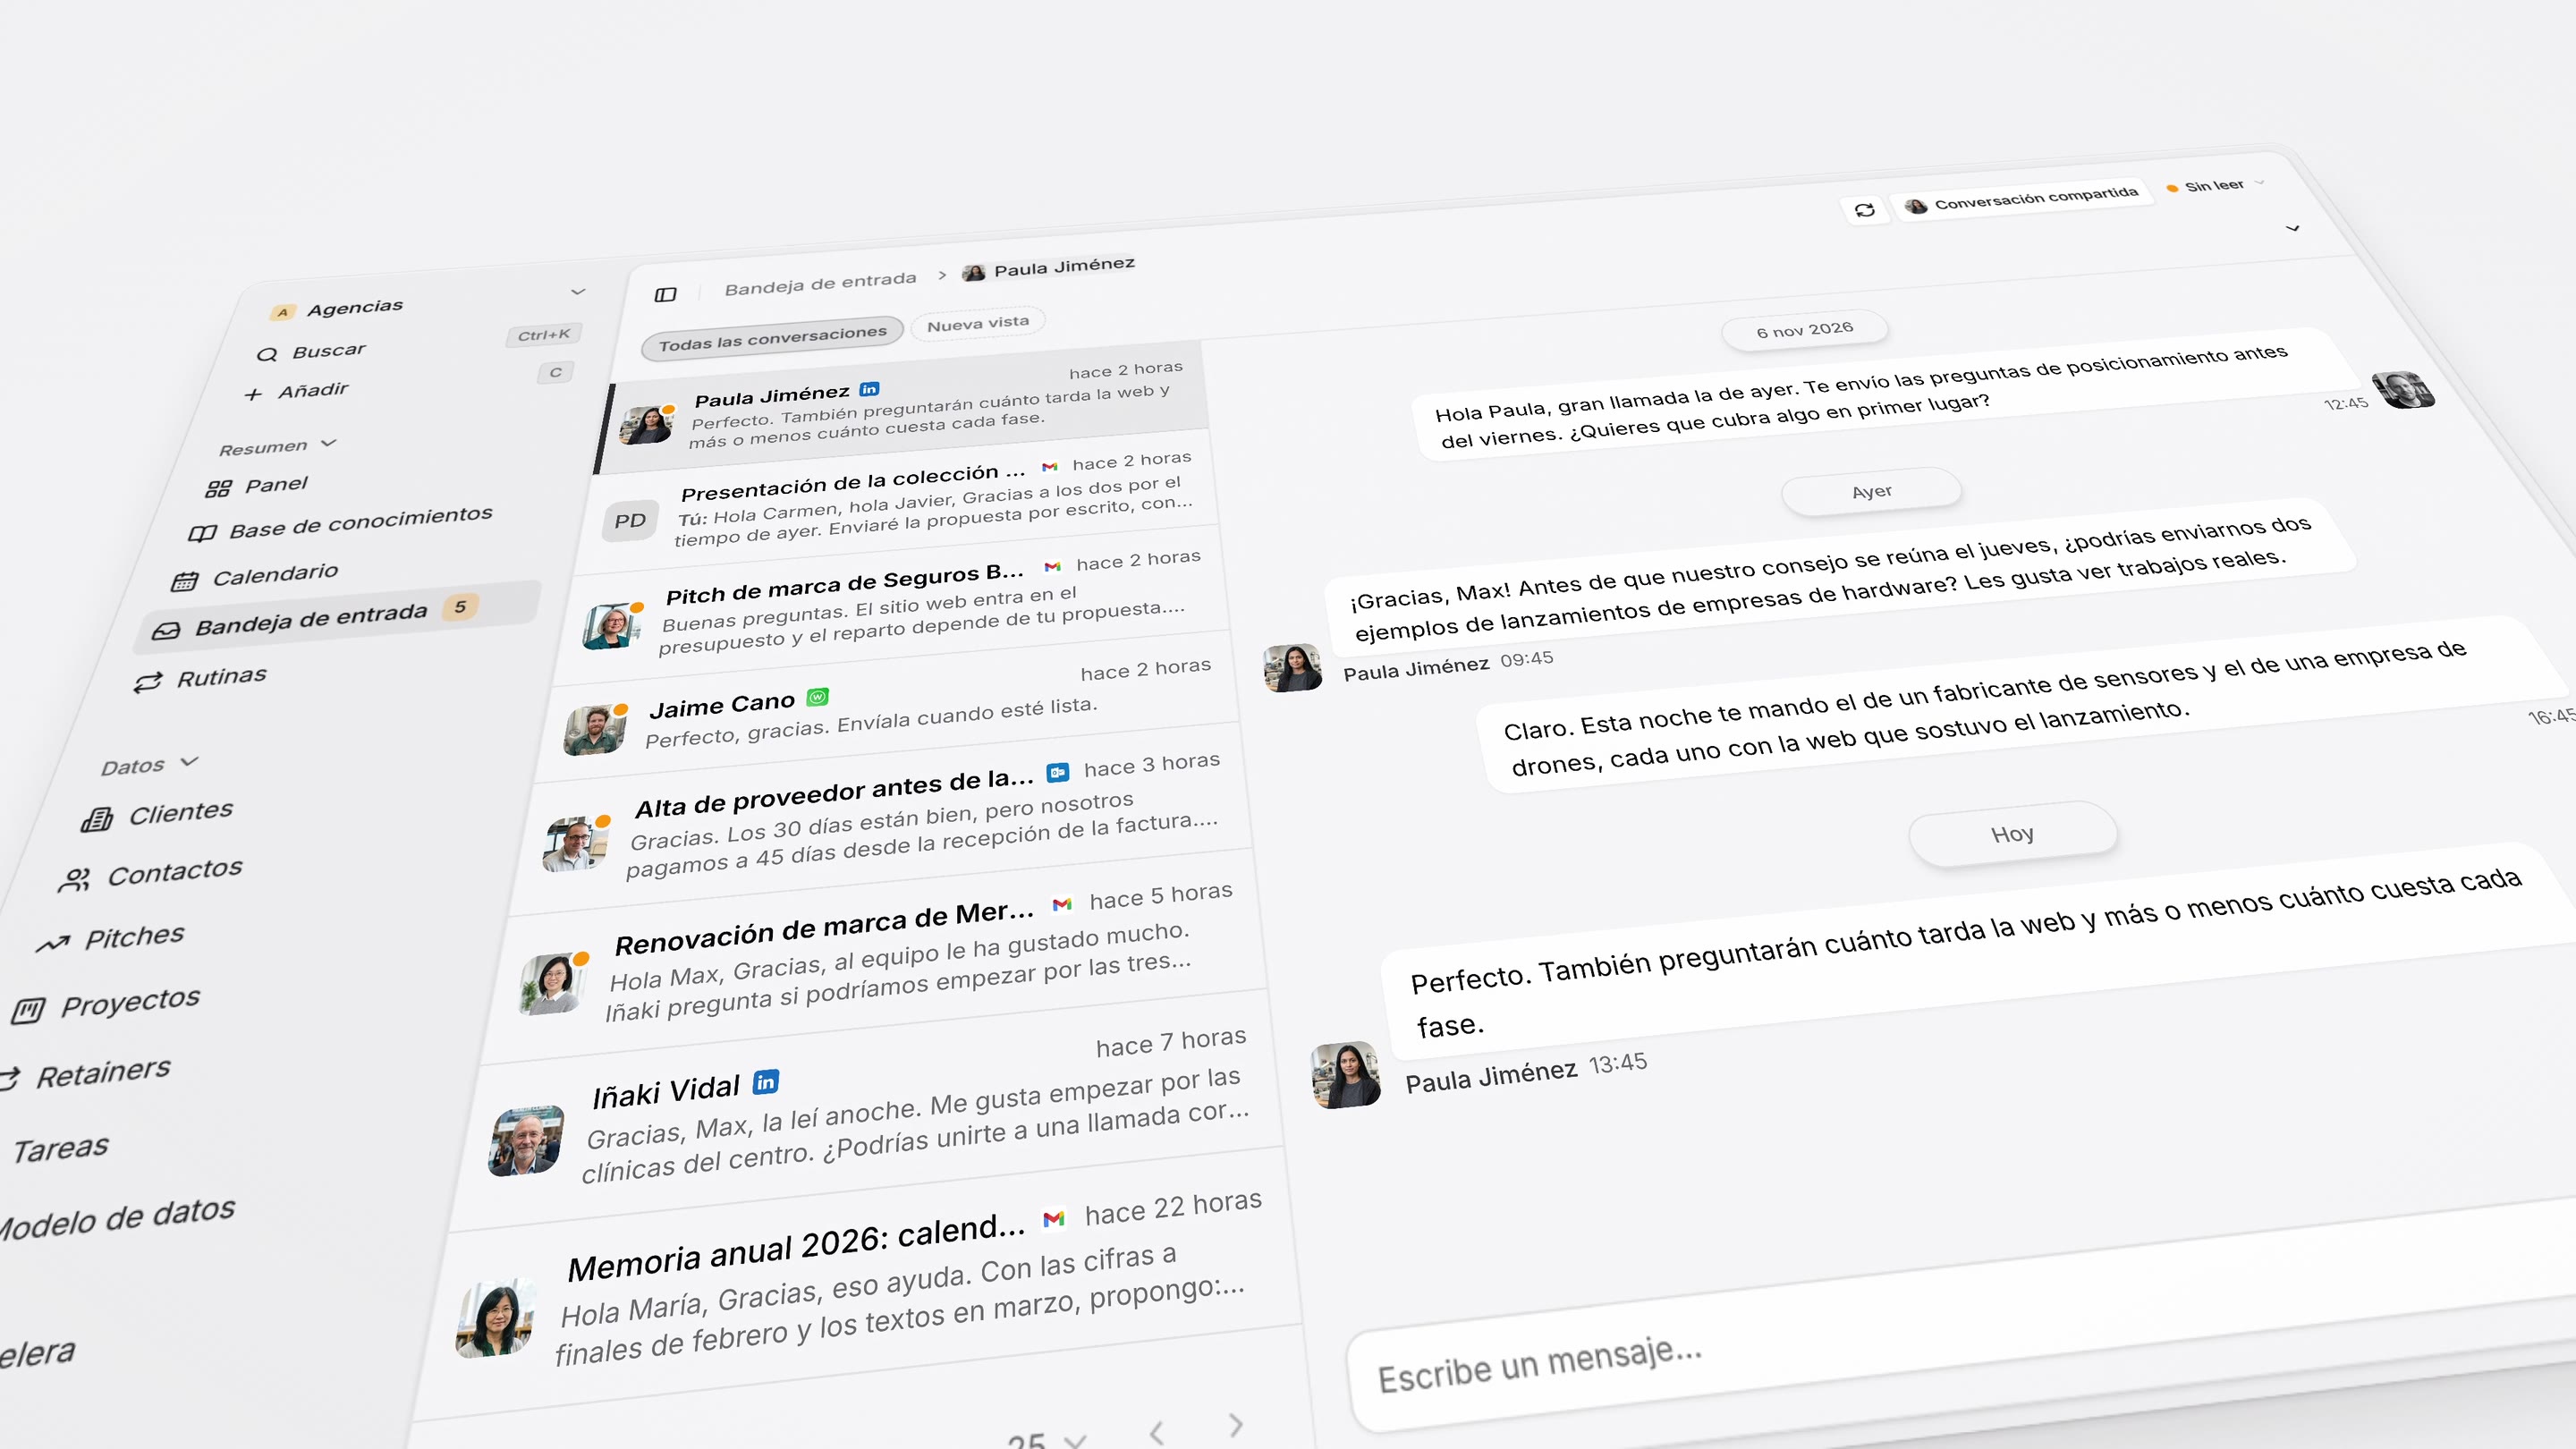 A Agencias
Buscar
Ctrl+K
Añadir
C
Resumen
Panel
Base de conocimientos
Calendario
Bandeja de entrada 5
Rutinas
Datos
Clientes
Contactos
Pitches
Proyectos
Retainers
Tareas
Modelo de datos
elera
Bandeja de entrada > Paula Jiménez
Conversación compartida
Sin leer
Todas las conversaciones
Nueva vista
Paula Jiménez in
hace 2 horas
Perfecto. También preguntarán cuánto tarda la web y
más o menos cuánto cuesta cada fase.
PD
Presentación de la colección ...
hace 2 horas
Tú: Hola Carmen, hola Javier, Gracias a los dos por el
tiempo de ayer. Enviaré la propuesta por escrito, con...
Pitch de marca de Seguros B...
hace 2 horas
Buenas preguntas. El sitio web entra en el
presupuesto y el reparto depende de tu propuesta....
Jaime Cano
hace 2 horas
Perfecto, gracias. Envíala cuando esté lista.
Alta de proveedor antes de la...
hace 3 horas
Gracias. Los 30 días están bien, pero nosotros
pagamos a 45 días desde la recepción de la factura....
Renovación de marca de Mer...
hace 5 horas
Hola Max, Gracias, al equipo le ha gustado mucho.
Iñaki pregunta si podríamos empezar por las tres...
Iñaki Vidal in
hace 7 horas
Gracias, Max, la leí anoche. Me gusta empezar por las
clínicas del centro. ¿Podrías unirte a una llamada cor...
Memoria anual 2026: calend...
hace 22 horas
Hola María, Gracias, eso ayuda. Con las cifras a
finales de febrero y los textos en marzo, propongo:...
25
6 nov 2026
Hola Paula, gran llamada la de ayer. Te envío las preguntas de posicionamiento antes
del viernes. ¿Quieres que cubra algo en primer lugar?
12:45
Ayer
¡Gracias, Max! Antes de que nuestro consejo se reúna el jueves, ¿podrías enviarnos dos
ejemplos de lanzamientos de empresas de hardware? Les gusta ver trabajos reales.
Paula Jiménez 09:45
Claro. Esta noche te mando el de un fabricante de sensores y el de una empresa de
drones, cada uno con la web que sostuvo el lanzamiento.
16:45
Hoy
Perfecto. También preguntarán cuánto tarda la web y más o menos cuánto cuesta cada
fase.
Paula Jiménez 13:45
Escribe un mensaje...